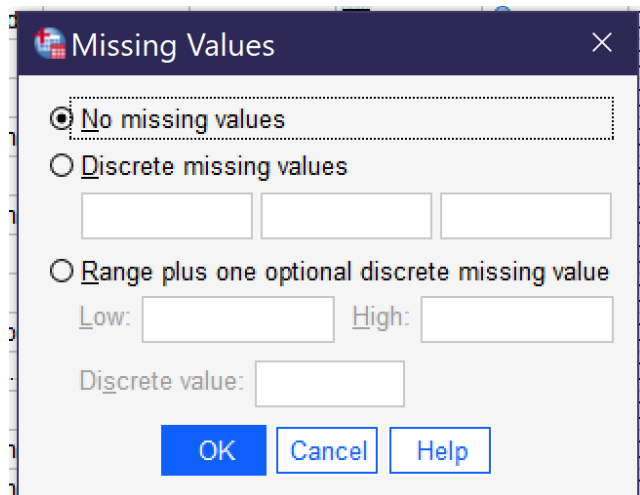 Missing Values
No missing values
Discrete missing values
Range plus one optional discrete missing value
Low: High:
Discrete value:
OK Cancel Help